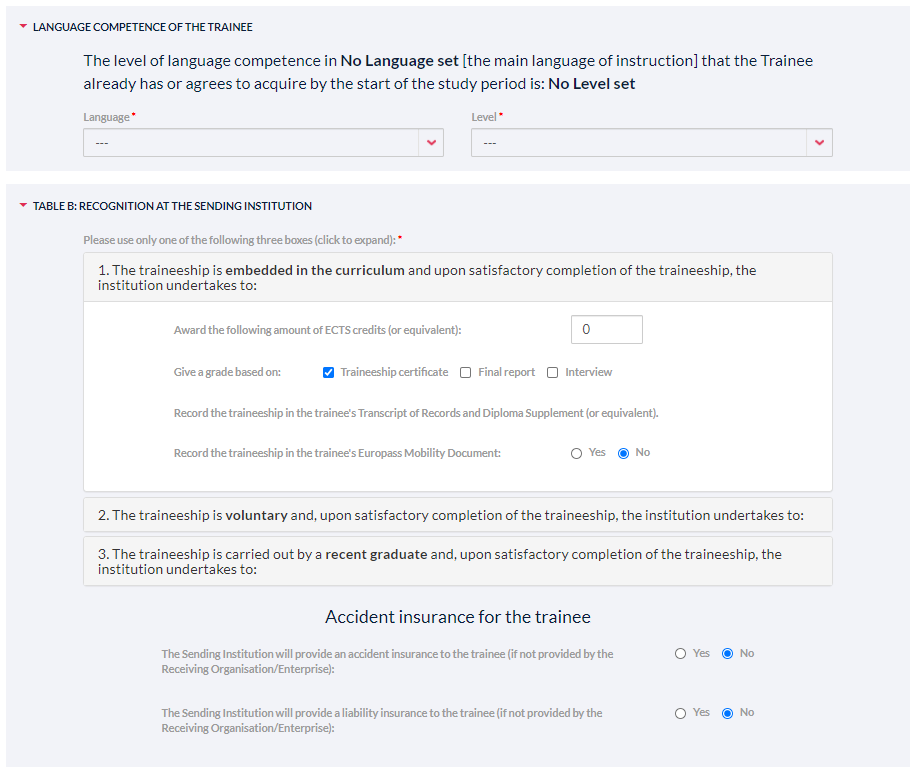 LANGUAGE COMPETENCE OF THE TRAINEE
The level of language competence in No Language set [the main language of instruction] that the Trainee
already has or agrees to acquire by the start of the study period is: No Level set
Language * Level *
--- ---
TABLE B: RECOGNITION AT THE SENDING INSTITUTION
Please use only one of the following three boxes (click to expand): *
1. The traineeship is embedded in the curriculum and upon satisfactory completion of the traineeship, the
institution undertakes to:
Award the following amount of ECTS credits (or equivalent): 0
Give a grade based on: Traineeship certificate Final report Interview
Record the traineeship in the trainee's Transcript of Records and Diploma Supplement (or equivalent).
Record the traineeship in the trainee's Europass Mobility Document: Yes No
2. The traineeship is voluntary and, upon satisfactory completion of the traineeship, the institution undertakes to:
3. The traineeship is carried out by a recent graduate and, upon satisfactory completion of the traineeship, the
institution undertakes to:
Accident insurance for the trainee
The Sending Institution will provide an accident insurance to the trainee (if not provided by the Yes No
Receiving Organisation/Enterprise):
The Sending Institution will provide a liability insurance to the trainee (if not provided by the Yes No
Receiving Organisation/Enterprise):